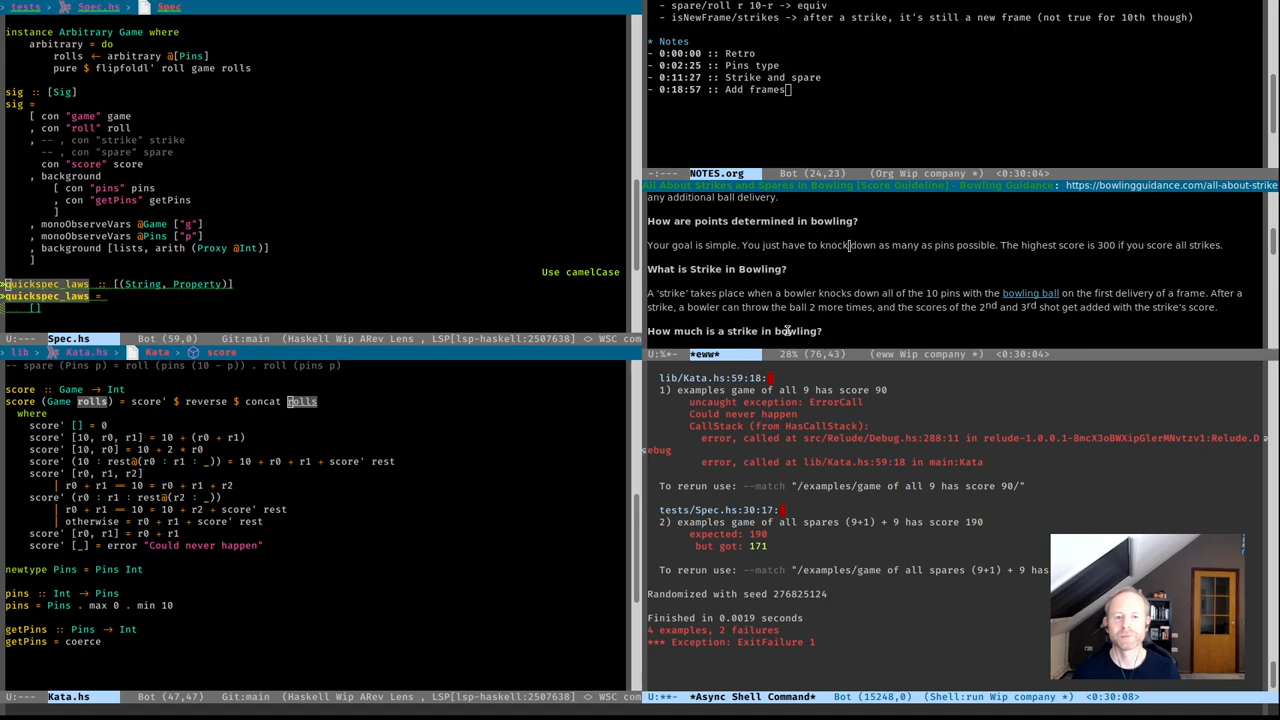 tests > Spec.hs > Spec
instance Arbitrary Game where
    arbitrary = do
        rolls ← arbitrary @[Pins]
        pure $ flipfoldl' roll game rolls
sig :: [Sig]
sig =
    [ con "game" game
    , con "roll" roll
    , -- , con "strike" strike
      -- , con "spare" spare
      con "score" score
    , background
        [ con "pins" pins
        , con "getPins" getPins
        ]
    , monoObserveVars @Game ["g"]
    , monoObserveVars @Pins ["p"]
    , background [lists, arith (Proxy @Int)]
    ]
Use camelCase
quickspec_laws :: [(String, Property)]
quickspec_laws =
    []
U:--- Spec.hs Bot (59,0) Git:main (Haskell Wip ARev Lens , LSP[lsp-haskell:2507638] +> WSC com
lib > Kata.hs > Kata > score
-- spare (Pins p) = roll (pins (10 - p)) . roll (pins p)
score :: Game → Int
score (Game rolls) = score' $ reverse $ concat rolls
  where
    score' [] = 0
    score' [10, r0, r1] = 10 + (r0 + r1)
    score' [10, r0] = 10 + 2 * r0
    score' (10 : rest@(r0 : r1 : _)) = 10 + r0 + r1 + score' rest
    score' [r0, r1, r2]
        | r0 + r1 == 10 = 10 + r1 + r2
    score' (r0 : r1 : rest@(r2 : _))
        | r0 + r1 == 10 = 10 + r2 + score' rest
        | otherwise = r0 + r1 + score' rest
    score' [r0, r1] = r0 + r1
    score' [_] = error "Could never happen"
newtype Pins = Pins Int
pins :: Int → Pins
pins = Pins . max 0 . min 10
getPins :: Pins → Int
getPins = coerce
U:--- Kata.hs Bot (47,47) Git:main (Haskell Wip ARev Lens , LSP[lsp-haskell:2507638] +> WSC com
- spare/roll r 10-r -> equiv
- isNewFrame/strikes -> after a strike, it's still a new frame (not true for 10th though)
* Notes
- 0:00:00 :: Retro
- 0:02:25 :: Pins type
- 0:11:27 :: Strike and spare
- 0:18:57 :: Add frames
-:--- NOTES.org Bot (24,23) (Org Wip company +) <0:30:04>
All About Strikes and Spares In Bowling [Score Guideline] - Bowling Guidance: https://bowlingguidance.com/all-about-strike
any additional ball delivery.
How are points determined in bowling?
Your goal is simple. You just have to knock down as many as pins possible. The highest score is 300 if you score all strikes.
What is Strike in Bowling?
A 'strike' takes place when a bowler knocks down all of the 10 pins with the bowling ball on the first delivery of a frame. After a
strike, a bowler can throw the ball 2 more times, and the scores of the 2nd and 3rd shot get added with the strike's score.
How much is a strike in bowling?
U:%*- *eww* 28% (76,43) (eww Wip company +) <0:30:04>
lib/Kata.hs:59:18:
1) examples game of all 9 has score 90
uncaught exception: ErrorCall
Could never happen
CallStack (from HasCallStack):
error, called at src/Relude/Debug.hs:288:11 in relude-1.0.0.1-8mcX3oBWXipGlerMNvtzv1:Relude.D
ebug
error, called at lib/Kata.hs:59:18 in main:Kata
To rerun use: --match "/examples/game of all 9 has score 90/"
tests/Spec.hs:30:17:
2) examples game of all spares (9+1) + 9 has score 190
expected: 190
but got: 171
To rerun use: --match "/examples/game of all spares (9+1) + 9 has
Randomized with seed 276825124
Finished in 0.0019 seconds
4 examples, 2 failures
*** Exception: ExitFailure 1
U:**- *Async Shell Command* Bot (15248,0) (Shell:run Wip company +) <0:30:08>